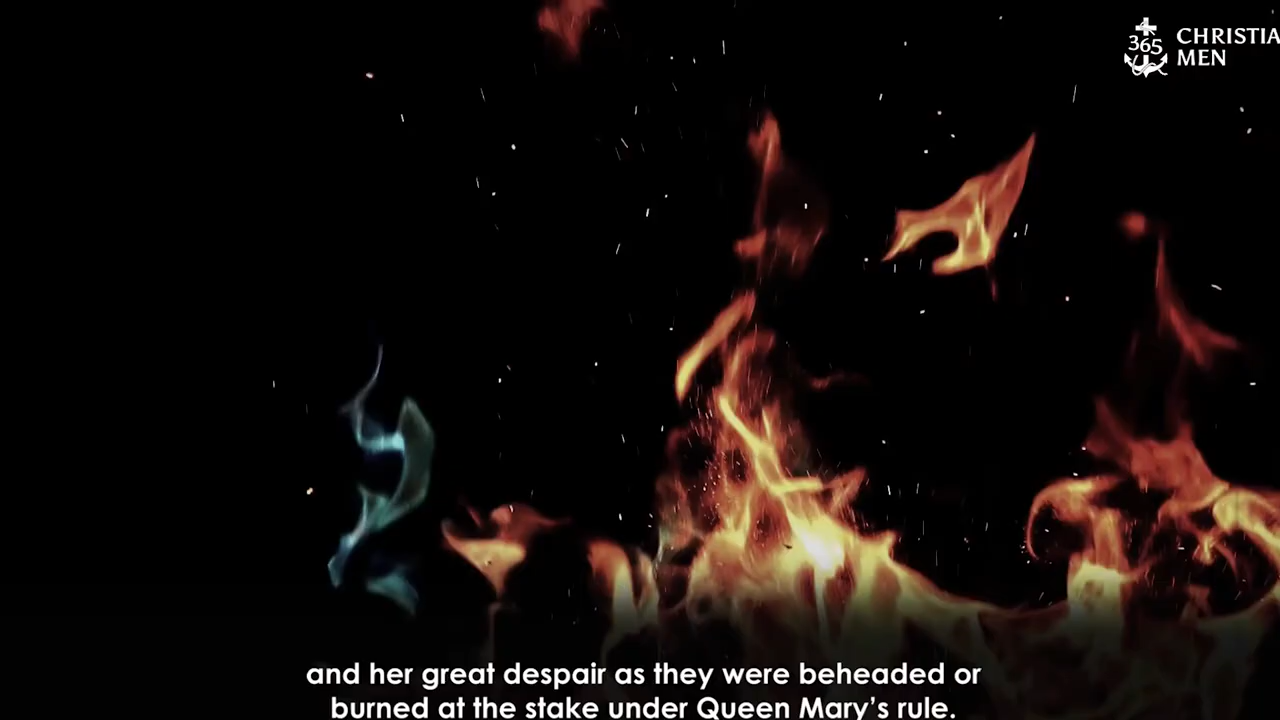 365
CHRISTIA
MEN
and her great despair as they were beheaded or
burned at the stake under Queen Mary's rule.